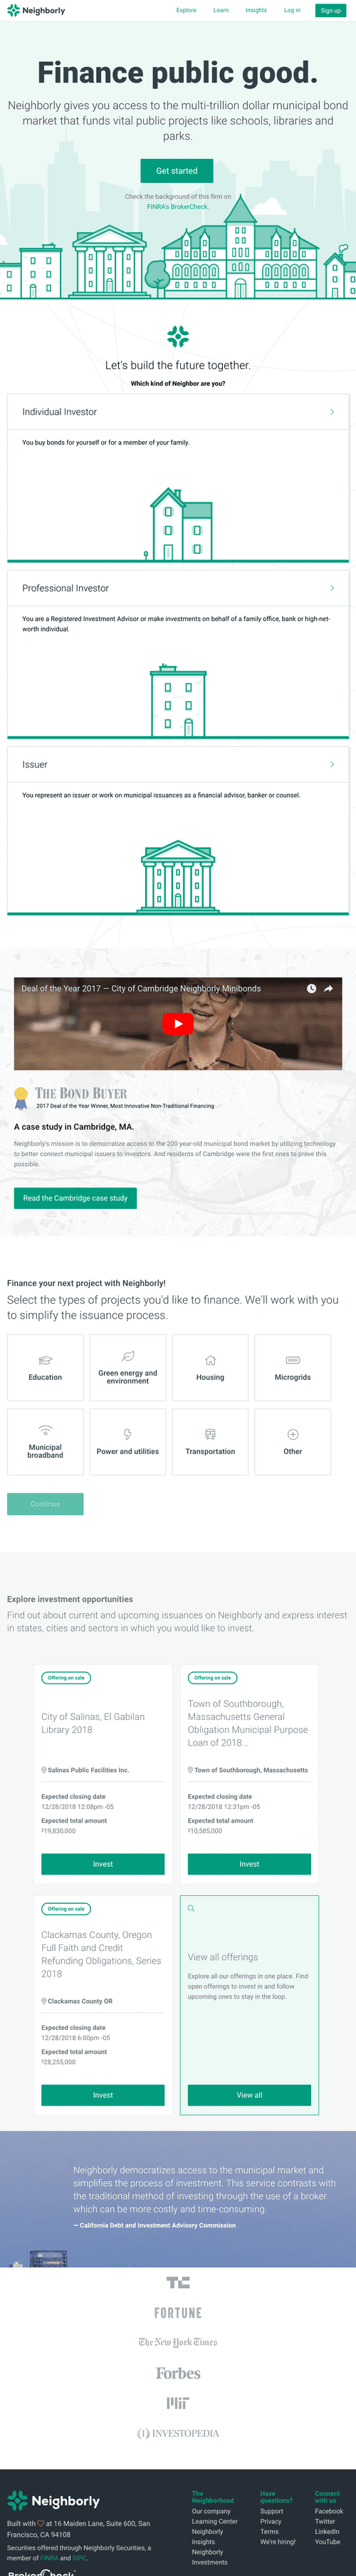 Neighborly
Explore
Learn
Insights
Log in
Sign up
Finance public good.
Neighborly gives you access to the multi-trillion dollar municipal bond
market that funds vital public projects like schools, libraries and
parks.
Get started
Check the background of this firm on
FINRA's BrokerCheck.
Let's build the future together.
Which kind of Neighbor are you?
Individual Investor
You buy bonds for yourself or for a member of your family.
Professional Investor
You are a Registered Investment Advisor or make investments on behalf of a family office, bank or high-net-
worth individual.
Issuer
You represent an issuer or work on municipal issuances as a financial advisor, banker or counsel.
Deal of the Year 2017 — City of Cambridge Neighborly Minibonds
THE BOND BUYER
2017 Deal of the Year Winner, Most Innovative Non-Traditional Financing
A case study in Cambridge, MA.
Neighborly's mission is to democratize access to the 200 year-old municipal bond market by utilizing technology
to better connect municipal issuers to investors. And residents of Cambridge were the first ones to prove this
possible.
Read the Cambridge case study
Finance your next project with Neighborly!
Select the types of projects you'd like to finance. We'll work with you
to simplify the issuance process.
Education
Green energy and
environment
Housing
Microgrids
Municipal
broadband
Power and utilities
Transportation
Other
Continue
Explore investment opportunities
Find out about current and upcoming issuances on Neighborly and express interest
in states, cities and sectors in which you would like to invest.
Offering on sale
City of Salinas, El Gabilan
Library 2018
Salinas Public Facilities Inc.
Expected closing date
12/28/2018 12:08pm -05
Expected total amount
$19,830,000
Invest
Offering on sale
Town of Southborough,
Massachusetts General
Obligation Municipal Purpose
Loan of 2018...
Town of Southborough, Massachusetts
Expected closing date
12/28/2018 12:31pm -05
Expected total amount
$10,585,000
Invest
Offering on sale
Clackamas County, Oregon
Full Faith and Credit
Refunding Obligations, Series
2018
Clackamas County OR
Expected closing date
12/28/2018 6:00pm -05
Expected total amount
$28,255,000
Invest
View all offerings
Explore all our offerings in one place. Find
open offerings to invest in and follow
upcoming ones to stay in the loop.
View all
Neighborly democratizes access to the municipal market and
simplifies the process of investment. This service contrasts with
the traditional method of investing through the use of a broker
which can be more costly and time-consuming.
— California Debt and Investment Advisory Commission
TC
FORTUNE
The New York Times
Forbes
MIT
INVESTOPEDIA
Neighborly
Built with at 16 Maiden Lane, Suite 600, San
Francisco, CA 94108
Securities offered through Neighborly Securities, a
member of FINRA and SIPC.
BrokerCheck
The
Neighborhood
Our company
Learning Center
Neighborly
Insights
Neighborly
Investments
Have
questions?
Support
Privacy
Terms
We're hiring!
Connect
with us
Facebook
Twitter
LinkedIn
YouTube